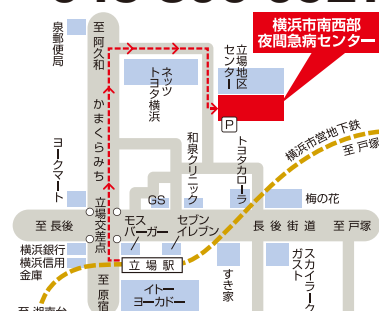 横浜市南西部
夜間急病センター
泉郵便局
至 阿久和
ネッツ
トヨタ横浜
立場地区
センター
P
かまくらみち
横浜市営地下鉄
至 戸塚
ヨークマート
和泉クリニック
トヨタカローラ
GS
梅の花
立場交差点
モス
バーガー
セブン
イレブン
至 長後
長後街道
至 戸塚
横浜銀行
横浜信用
金庫
立場駅
すき家
スカイラーク
ガスト
至 原宿
イトー
ヨーカドー